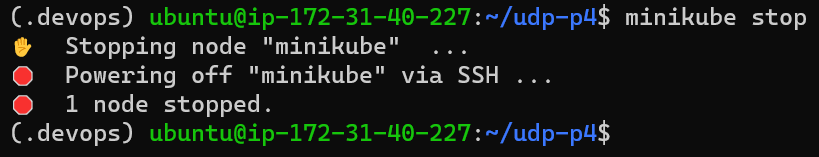 (.devops) ubuntu@ip-172-31-40-227:~/udp-p4$ minikube stop
✋  Stopping node "minikube"  ...
🛑  Powering off "minikube" via SSH ...
🛑  1 node stopped.
(.devops) ubuntu@ip-172-31-40-227:~/udp-p4$